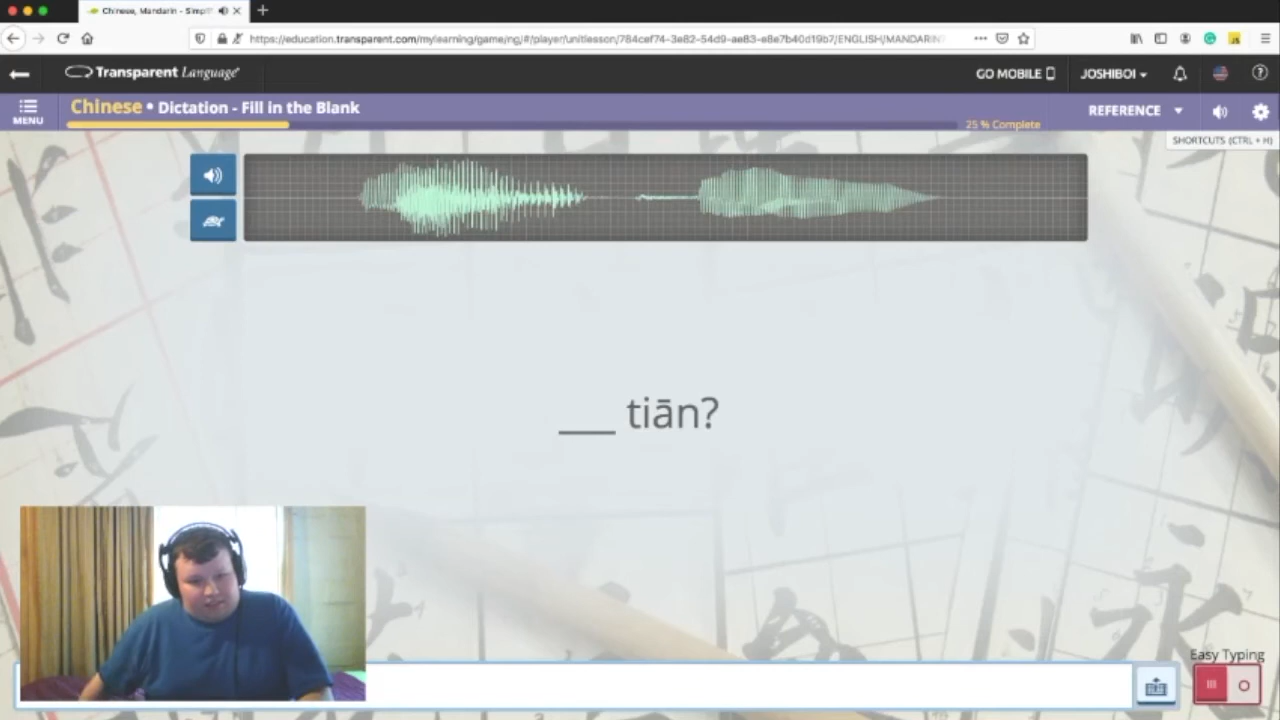 Chinese, Mandarin - Simpl
https://education.transparent.com/mylearning/game/ng/#/player/unitlesson/784cef74-3e82-54d9-ae83-e8e7b40d19b7/ENGLISH/MANDARIN
Transparent Language
GO MOBILE
JOSHIBOI
MENU
Chinese • Dictation - Fill in the Blank
25 % Complete
REFERENCE
SHORTCUTS (CTRL + H)
___ tiān?
永
Easy Typing